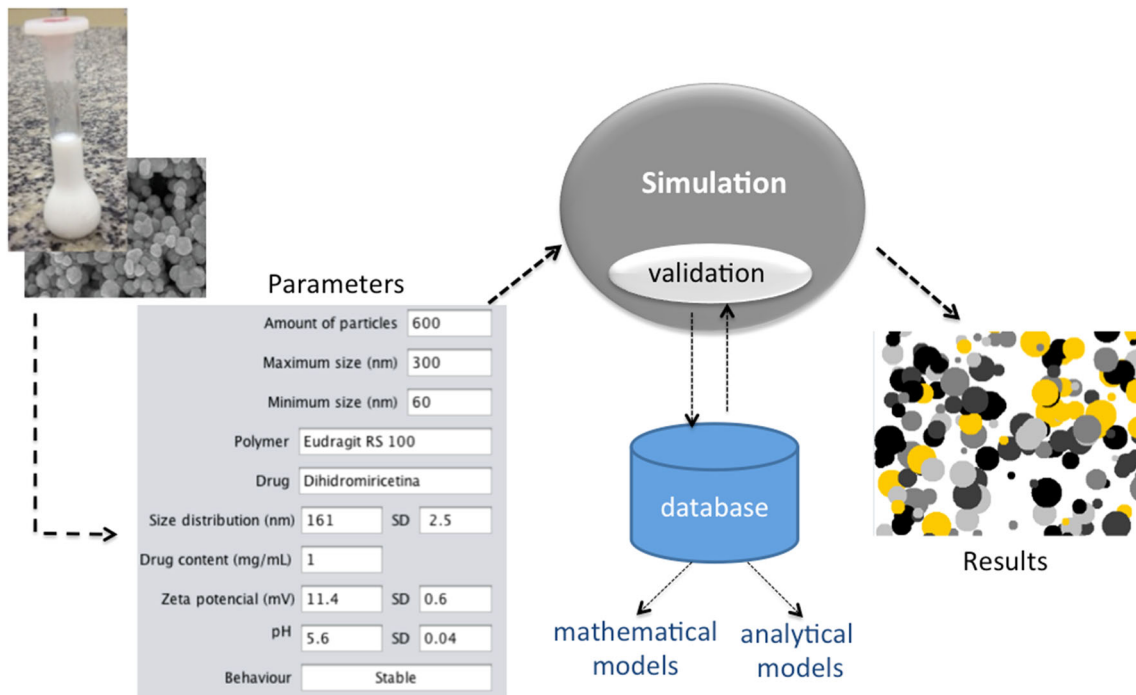 Parameters
Amount of particles 600
Maximum size (nm) 300
Minimum size (nm) 60
Polymer Eudragit RS 100
Drug Dihidromiricetina
Size distribution (nm) 161 SD 2.5
Drug content (mg/mL) 1
Zeta potencial (mV) 11.4 SD 0.6
pH 5.6 SD 0.04
Behaviour Stable
Simulation
validation
database
mathematical
models
analytical
models
Results